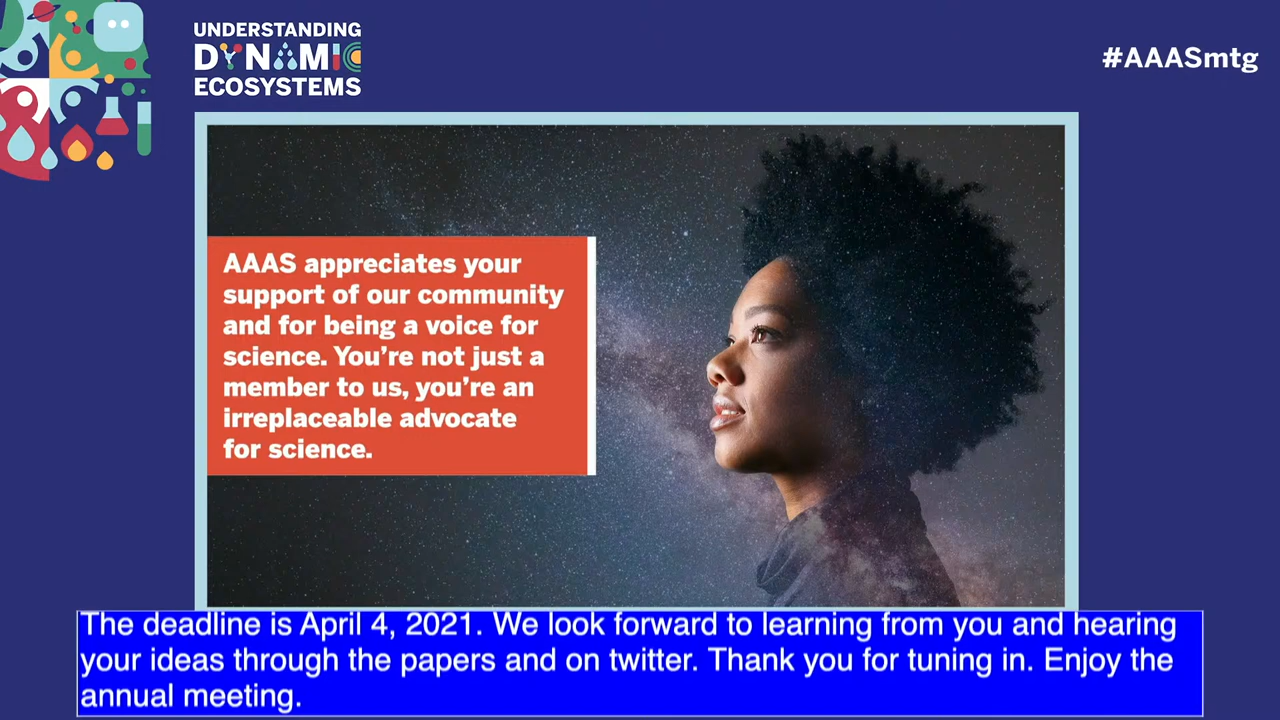 UNDERSTANDING
DYNAMIC
ECOSYSTEMS
#AAASmtg
AAAS appreciates your
support of our community
and for being a voice for
science. You’re not just a
member to us, you’re an
irreplaceable advocate
for science.
The deadline is April 4, 2021. We look forward to learning from you and hearing
your ideas through the papers and on twitter. Thank you for tuning in. Enjoy the
annual meeting.